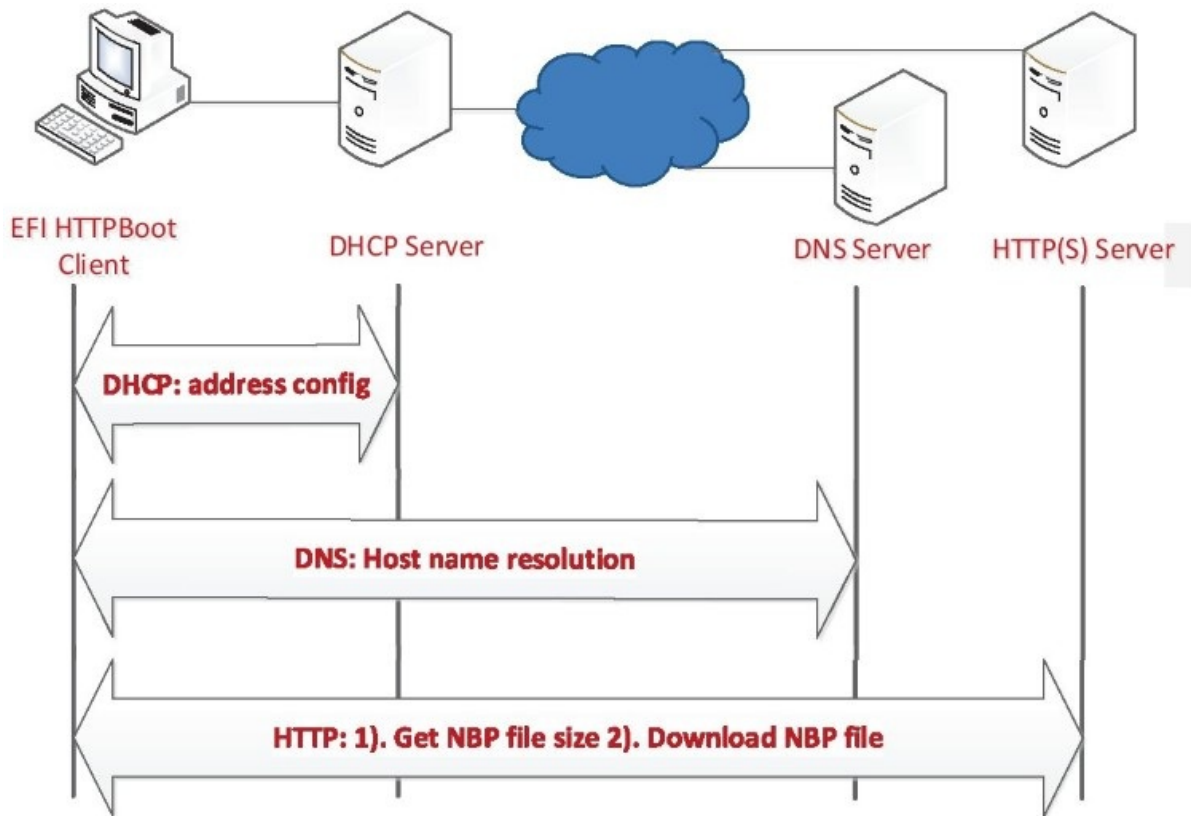 EFI HTTPBoot
Client
DHCP Server
DNS Server
HTTP(S) Server
DHCP: address config
DNS: Host name resolution
HTTP: 1). Get NBP file size 2). Download NBP file